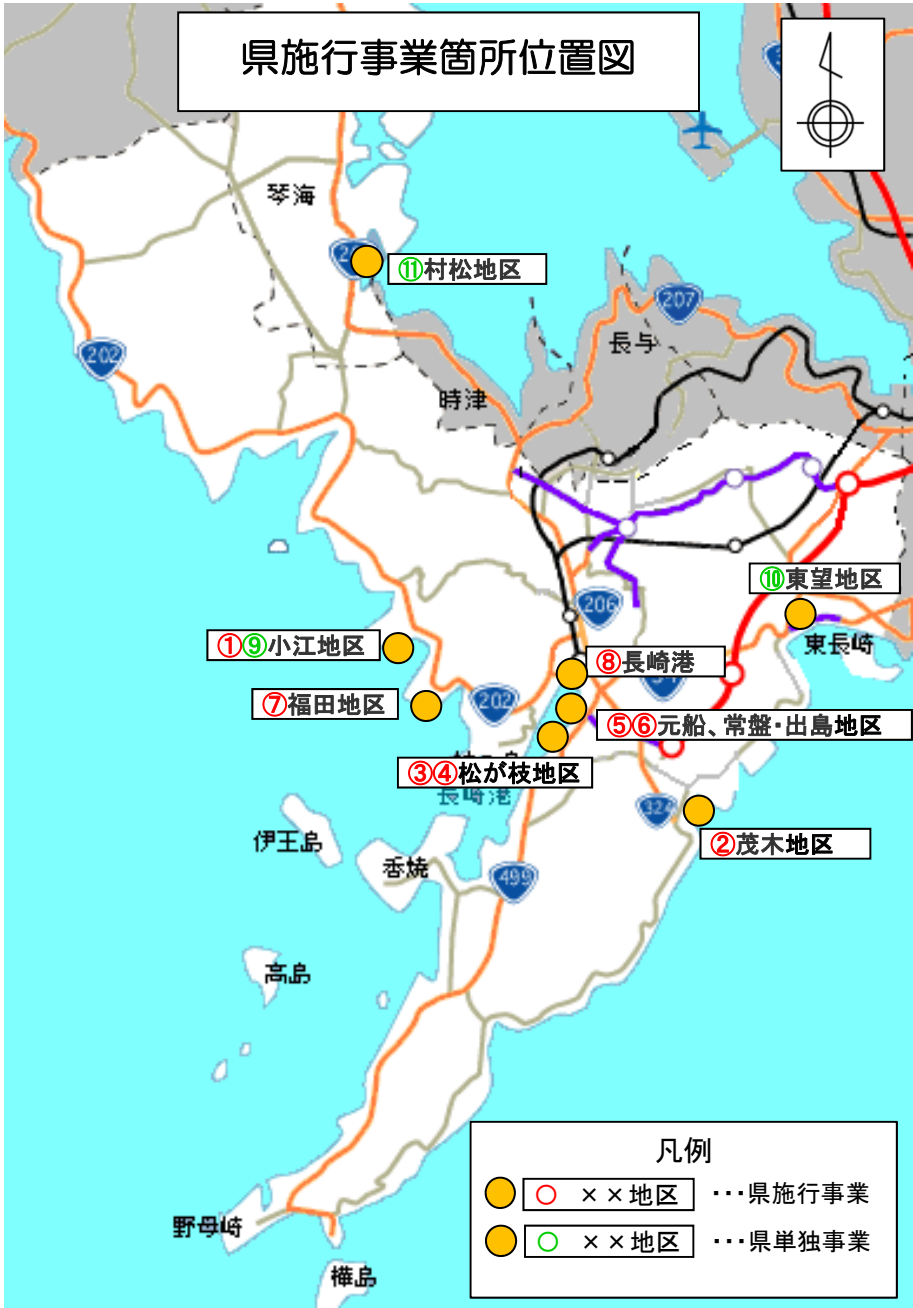 県施行事業箇所位置図
琴海
⑪村松地区
207
長与
202
時津
⑩東望地区
206
東長崎
①⑨小江地区
⑧長崎港
⑦福田地区
202
⑤⑥元船、常盤・出島地区
③④松が枝地区
長崎港
324
②茂木地区
伊王島
香焼
499
高島
野母崎
樺島
凡例
○ ××地区 ・・・県施行事業
○ ××地区 ・・・県単独事業